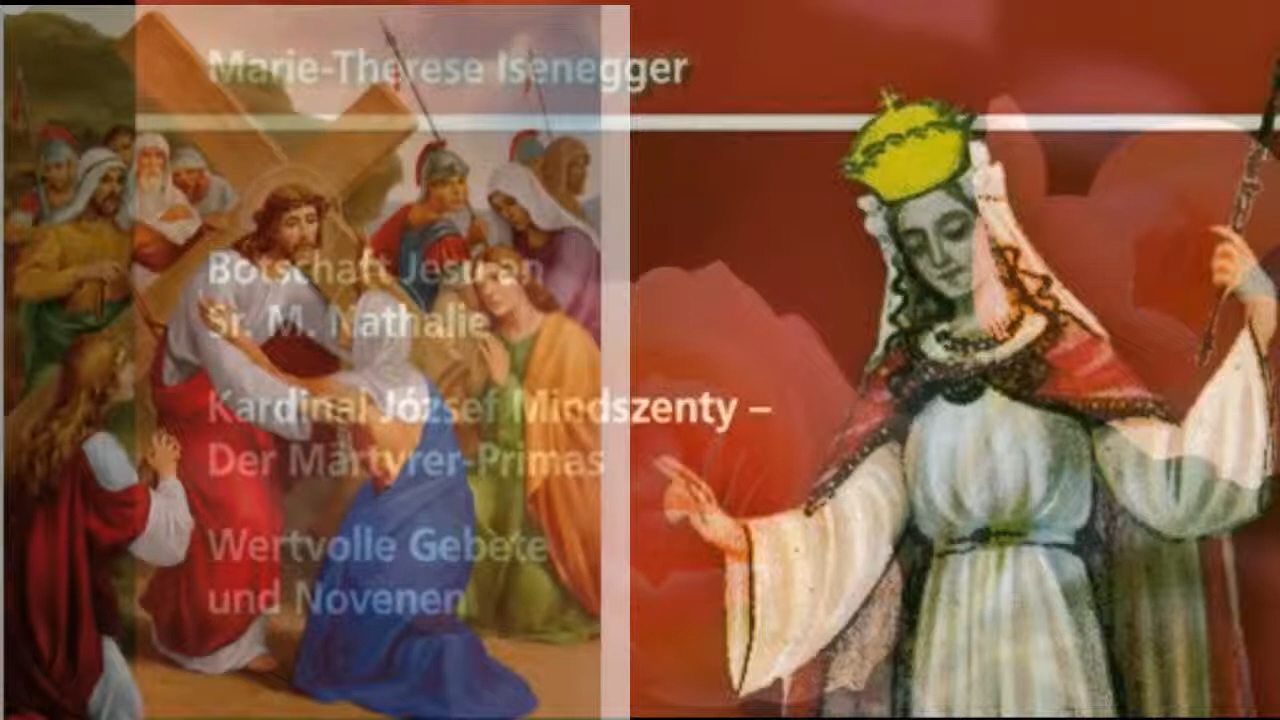 Marie-Therese Isenegger
Botschaft Jesu an
Sr. M. Nathalie
Kardinal József Mindszenty –
Der Märtyrer-Primas
Wertvolle Gebete
und Novenen